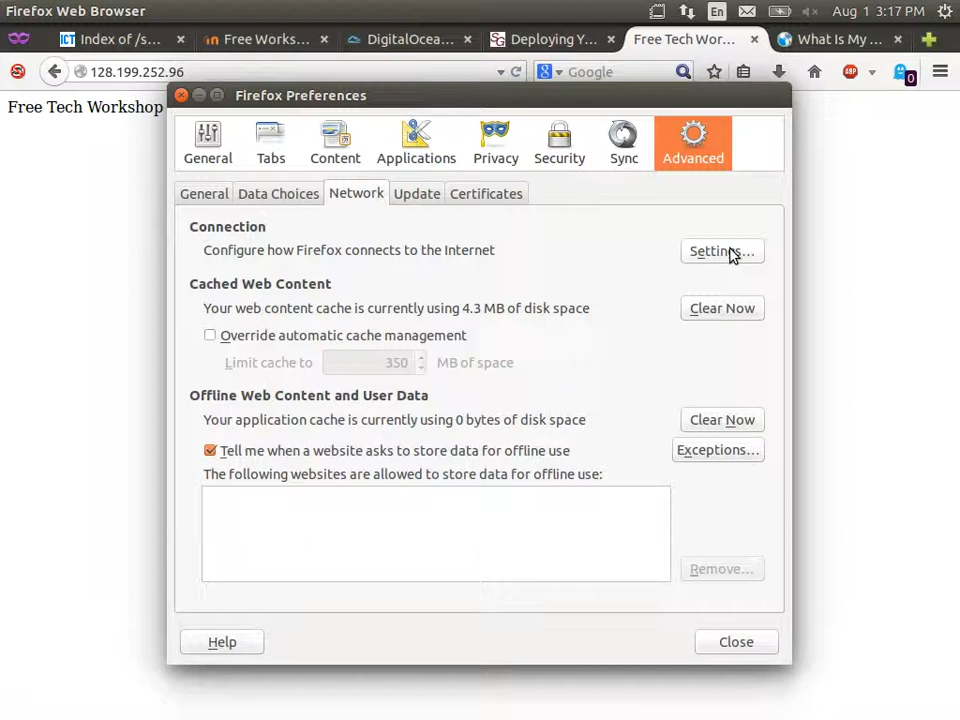 Firefox Web Browser
En
Aug 1 3:17 PM
ICT Index of /s...
Free Works...
DigitalOcea...
SG Deploying Y...
Free Tech Wor...
What Is My ...
128.199.252.96
8 Google
ABP
0
Free Tech Workshop
Firefox Preferences
General
Tabs
Content
Applications
Privacy
Security
Sync
Advanced
General
Data Choices
Network
Update
Certificates
Connection
Configure how Firefox connects to the Internet
Settings...
Cached Web Content
Your web content cache is currently using 4.3 MB of disk space
Clear Now
Override automatic cache management
Limit cache to 350 MB of space
Offline Web Content and User Data
Your application cache is currently using 0 bytes of disk space
Clear Now
Tell me when a website asks to store data for offline use
Exceptions...
The following websites are allowed to store data for offline use:
Remove...
Help
Close